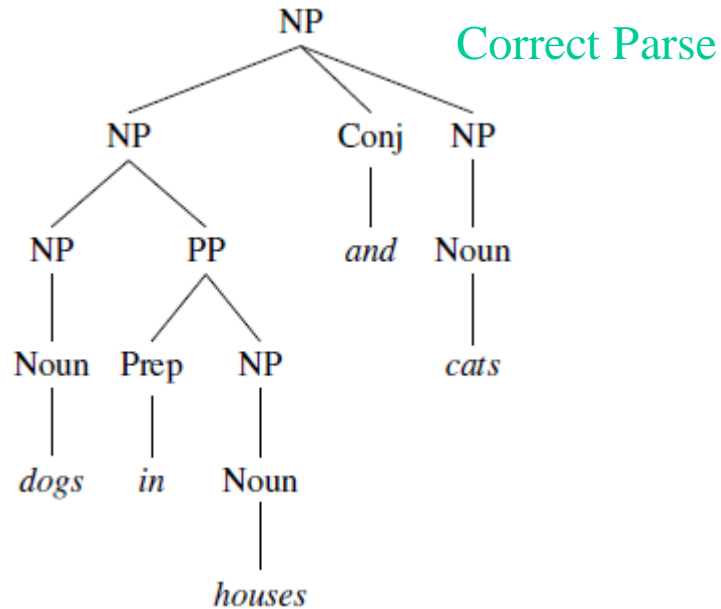 NP
Correct Parse
NP Conj NP
NP PP and Noun
Noun Prep NP cats
dogs in Noun
houses